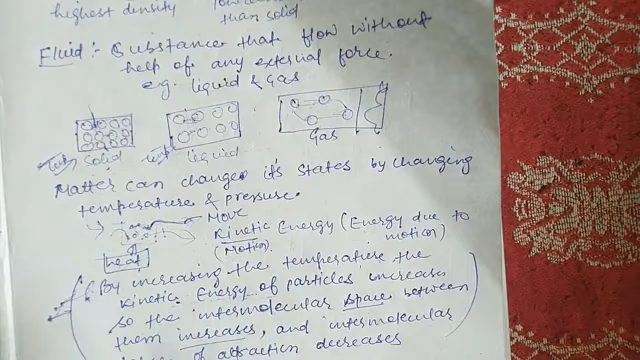 highest density
than solid
Fluid :- Substance that flow without
help of any external force.
e.g. liquid & Gas
Solid
liquid
Gas
Matter can change it's states by changing
temperature & pressure.
Move
Kinetic Energy (Energy due to
(Motion) motion)
heat
(By increasing the temperature the
kinetic Energy of particles increases
so the intermolecular space between
them increases, and intermolecular
of attraction decreases